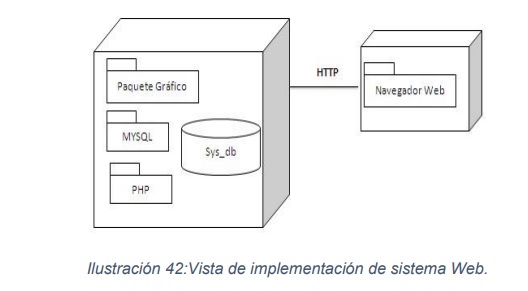 Paquete Gráfico
MYSQL
PHP
Sys_db
HTTP
Navegador Web
Ilustración 42:Vista de implementación de sistema Web.